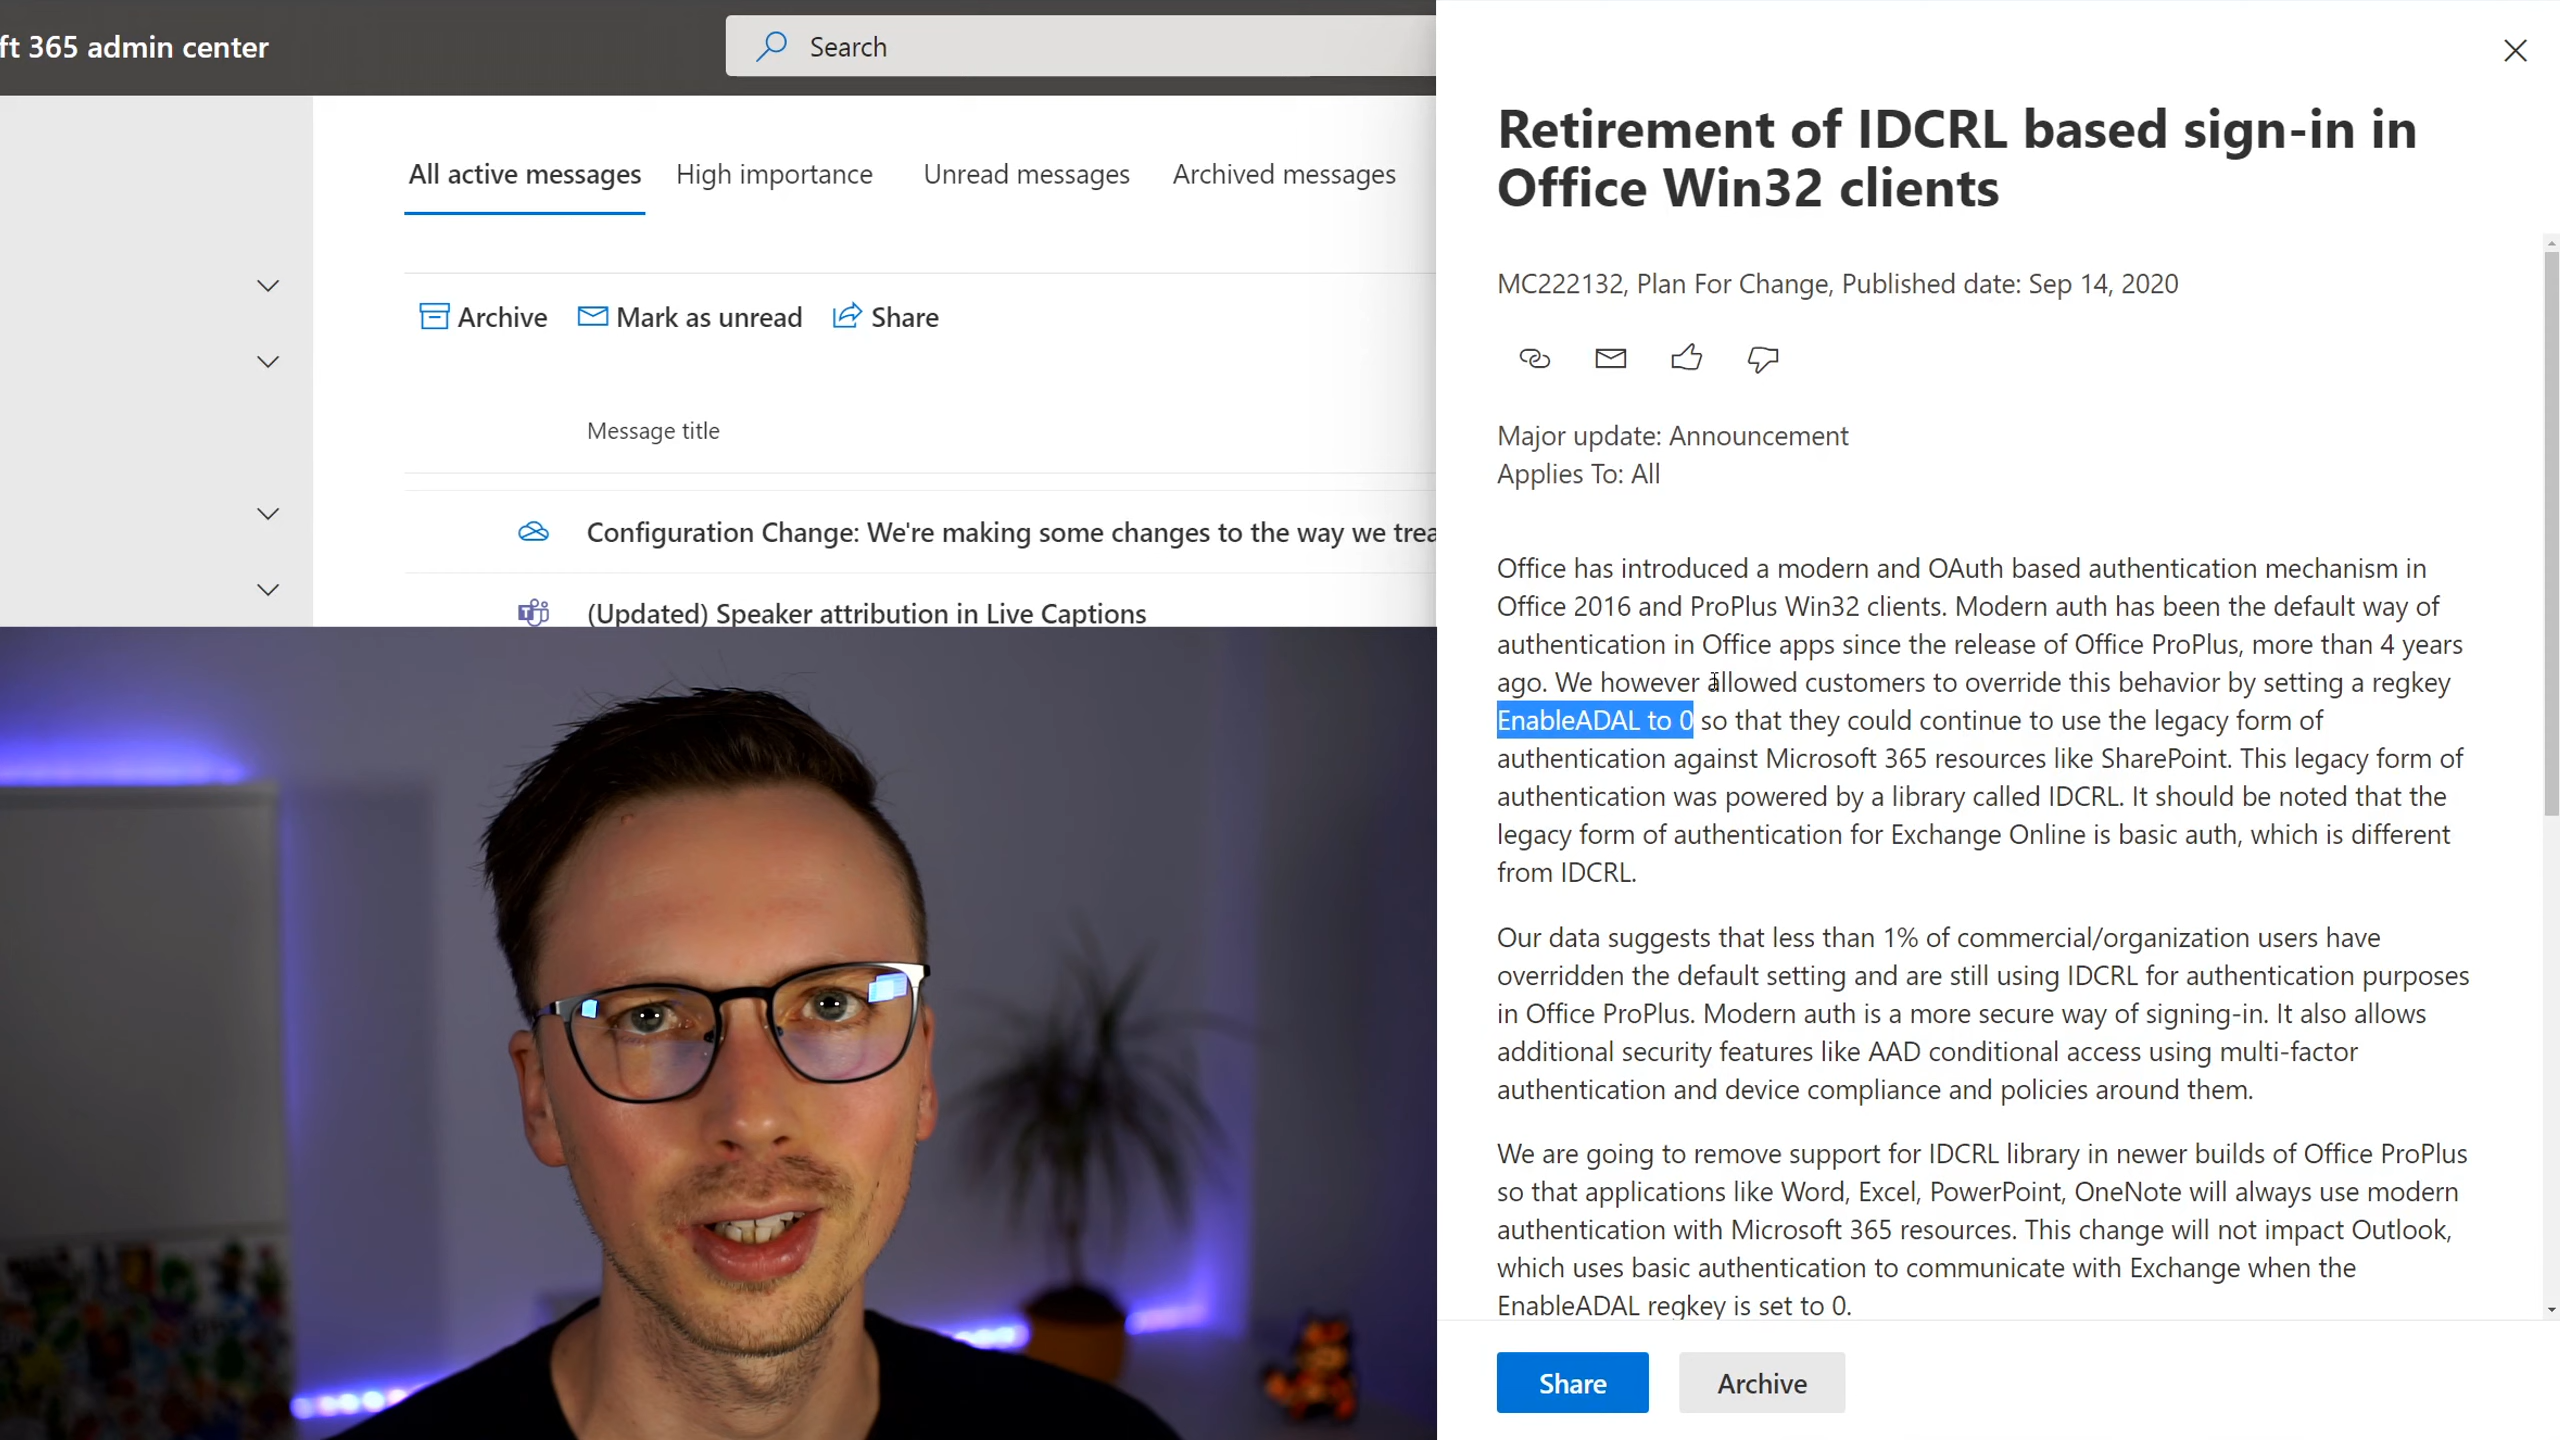 ft 365 admin center
Search
All active messages
High importance
Unread messages
Archived messages
Archive
Mark as unread
Share
Message title
Configuration Change: We're making some changes to the way we trea
(Updated) Speaker attribution in Live Captions
Retirement of IDCRL based sign-in in
Office Win32 clients
MC222132, Plan For Change, Published date: Sep 14, 2020
Major update: Announcement
Applies To: All
Office has introduced a modern and OAuth based authentication mechanism in
Office 2016 and ProPlus Win32 clients. Modern auth has been the default way of
authentication in Office apps since the release of Office ProPlus, more than 4 years
ago. We however allowed customers to override this behavior by setting a regkey
EnableADAL to 0 so that they could continue to use the legacy form of
authentication against Microsoft 365 resources like SharePoint. This legacy form of
authentication was powered by a library called IDCRL. It should be noted that the
legacy form of authentication for Exchange Online is basic auth, which is different
from IDCRL.
Our data suggests that less than 1% of commercial/organization users have
overridden the default setting and are still using IDCRL for authentication purposes
in Office ProPlus. Modern auth is a more secure way of signing-in. It also allows
additional security features like AAD conditional access using multi-factor
authentication and device compliance and policies around them.
We are going to remove support for IDCRL library in newer builds of Office ProPlus
so that applications like Word, Excel, PowerPoint, OneNote will always use modern
authentication with Microsoft 365 resources. This change will not impact Outlook,
which uses basic authentication to communicate with Exchange when the
EnableADAL regkey is set to 0.
Share
Archive